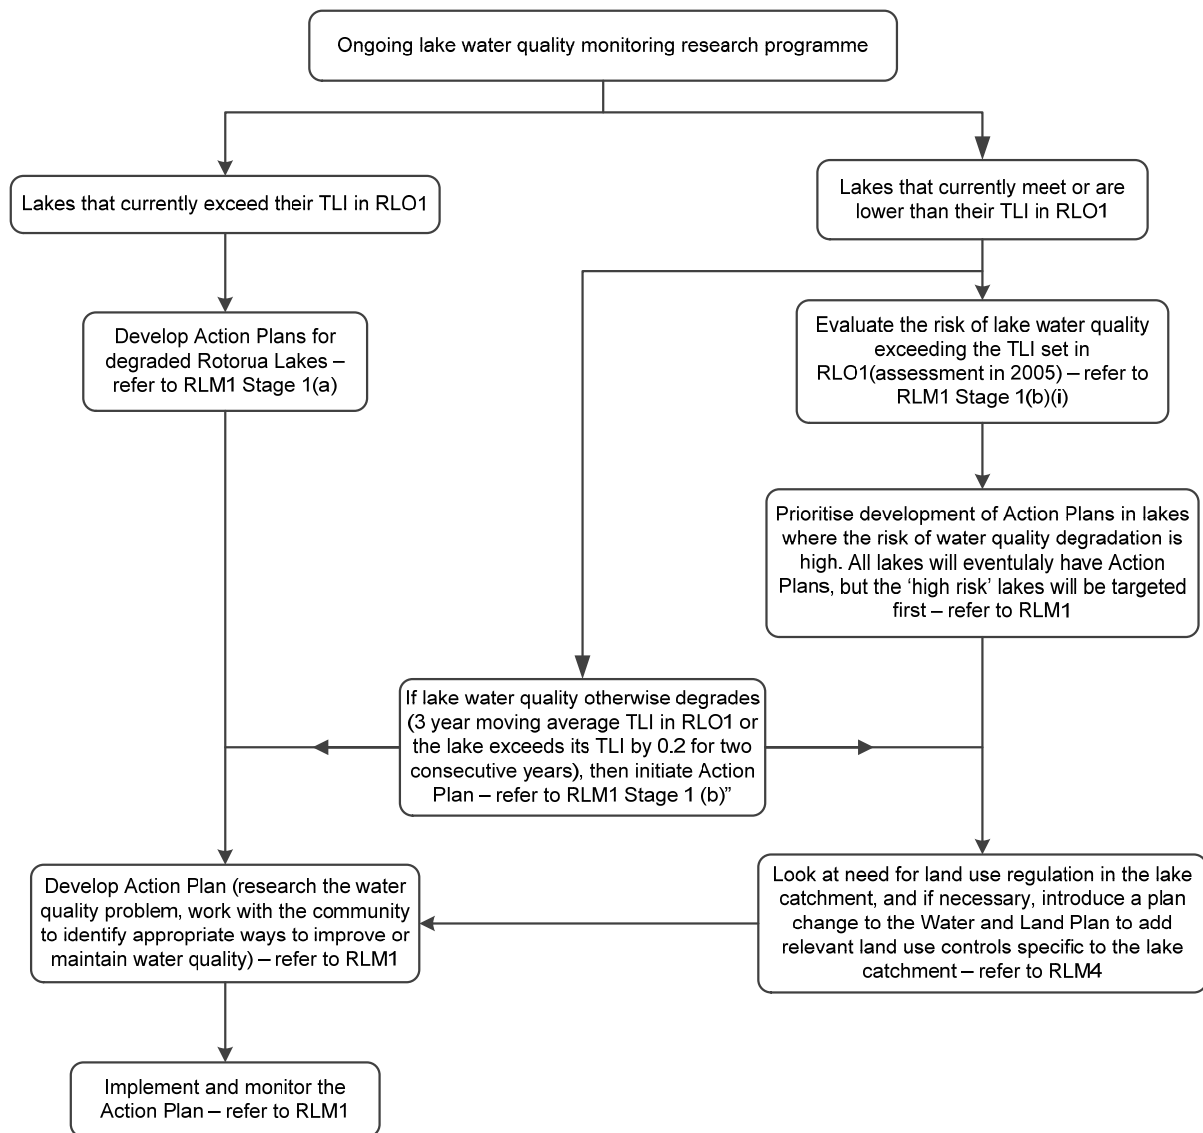 Ongoing lake water quality monitoring research programme
Lakes that currently exceed their TLI in RLO1
Lakes that currently meet or are
lower than their TLI in RLO1
Develop Action Plans for
degraded Rotorua Lakes –
refer to RLM1 Stage 1(a)
Evaluate the risk of lake water quality
exceeding the TLI set in
RLO1(assessment in 2005) – refer to
RLM1 Stage 1(b)(i)
Prioritise development of Action Plans in lakes
where the risk of water quality degradation is
high. All lakes will eventulaly have Action
Plans, but the ‘high risk’ lakes will be targeted
first – refer to RLM1
If lake water quality otherwise degrades
(3 year moving average TLI in RLO1 or
the lake exceeds its TLI by 0.2 for two
consecutive years), then initiate Action
Plan – refer to RLM1 Stage 1 (b)”
Develop Action Plan (research the water
quality problem, work with the community
to identify appropriate ways to improve or
maintain water quality) – refer to RLM1
Look at need for land use regulation in the lake
catchment, and if necessary, introduce a plan
change to the Water and Land Plan to add
relevant land use controls specific to the lake
catchment – refer to RLM4
Implement and monitor the
Action Plan – refer to RLM1